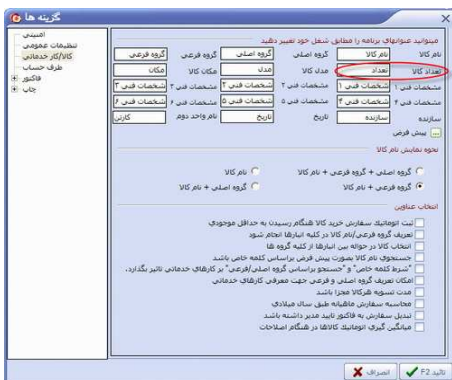 گزینه ها
امنیتی
تنظیمات عمومی
کالا/کار خدماتی
طرف حساب
فاکتور
چاپ
میتوانید عنوانهای برنامه را مطابق شغل خود تغییر دهید
نام کالا نام کالا گروه اصلی گروه اصلی گروه فرعی گروه فرعی
تعداد کالا تعداد مدل کالا مدل مکان کالا مکان
مشخصات فنی ۱ مشخصات فنی ۱ مشخصات فنی ۲ مشخصات فنی ۲ مشخصات فنی ۳ مشخصات فنی ۳
مشخصات فنی ۴ مشخصات فنی ۴ مشخصات فنی ۵ مشخصات فنی ۵ مشخصات فنی ۶ مشخصات فنی ۶
سازنده سازنده تاریخ تاریخ نام واحد دوم کارتن
... پیش فرض
نحوه نمایش نام کالا
گروه اصلی + گروه فرعی + نام کالا نام کالا
گروه فرعی + نام کالا گروه اصلی + نام کالا
انتخاب عناوین
ثبت اتوماتیک سفارش خرید کالا هنگام رسیدن به حداقل موجودی
تعریف گروه فرعی/نام کالا در کلیه انبارها انجام شود
انتخاب کالا در حواله بین انبارها از کلیه گروه ها
جستجوی نام کالا بصورت پیش فرض براساس کلمه خاص باشد
"شرط کلمه خاص" و "جستجو براساس گروه اصلی/فرعی" بر کارهای خدماتی تاثیر بگذارد.
امکان تعریف گروه اصلی و فرعی جهت معرفی کارهای خدماتی
مدت تسویه هرکالا مجزا باشد
محاسبه سفارش ماهیانه طبق سال میلادی
تبدیل سفارش به فاکتور تایید مدیر داشته باشد
میانگین گیری اتوماتیک کالاها در هنگام اصلاحات
تائید F2 انصراف